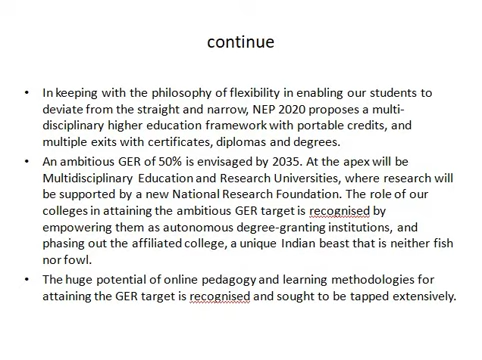 continue
• In keeping with the philosophy of flexibility in enabling our students to
deviate from the straight and narrow, NEP 2020 proposes a multi-
disciplinary higher education framework with portable credits, and
multiple exits with certificates, diplomas and degrees.
• An ambitious GER of 50% is envisaged by 2035. At the apex will be
Multidisciplinary Education and Research Universities, where research will
be supported by a new National Research Foundation. The role of our
colleges in attaining the ambitious GER target is recognised by
empowering them as autonomous degree-granting institutions, and
phasing out the affiliated college, a unique Indian beast that is neither fish
nor fowl.
• The huge potential of online pedagogy and learning methodologies for
attaining the GER target is recognised and sought to be tapped extensively.